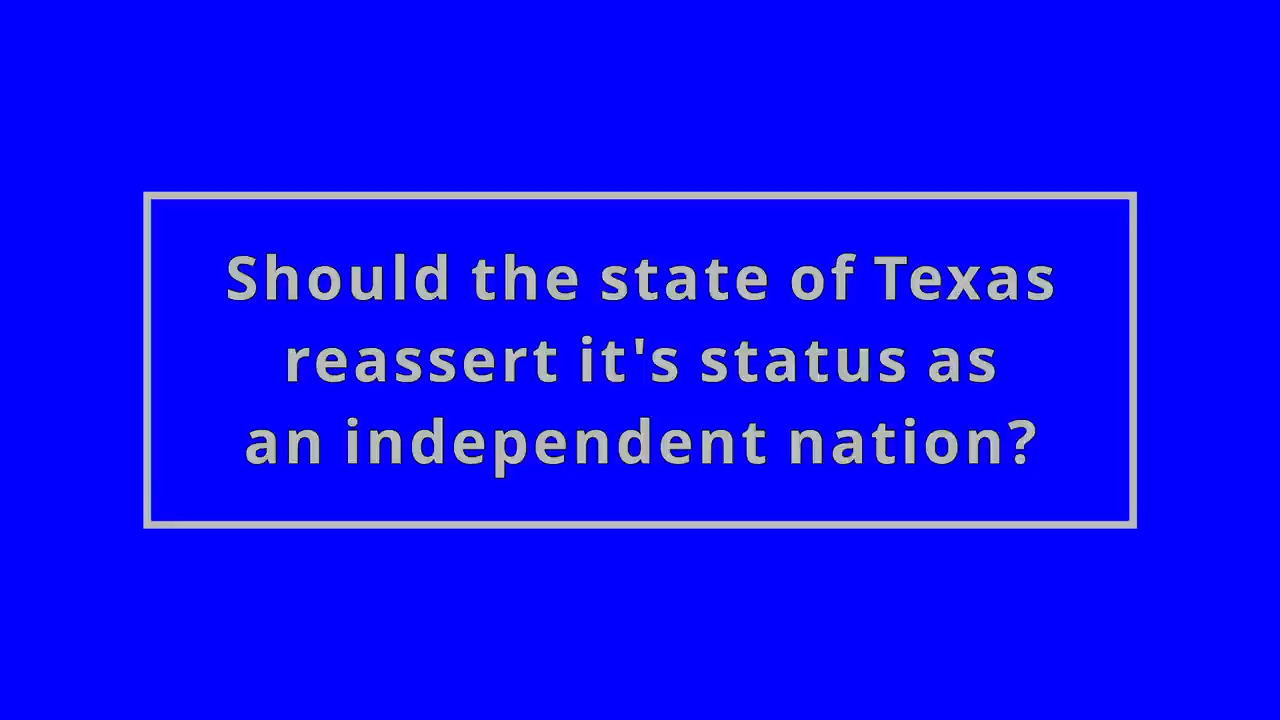 Should the state of Texas
reassert it's status as
an independent nation?